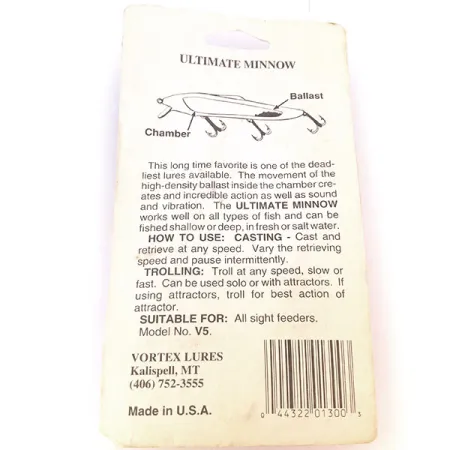 ULTIMATE MINNOW
Ballast
Chamber
This long time favorite is one of the dead-
liest lures available. The movement of the
high-density ballast inside the chamber cre-
ates and incredible action as well as sound
and vibration. The ULTIMATE MINNOW
works well on all types of fish and can be
fished shallow or deep, in fresh or salt water.
HOW TO USE: CASTING - Cast and
retrieve at any speed. Vary the retrieving
speed and pause intermittently.
TROLLING: Troll at any speed, slow or
fast. Can be used solo or with attractors. If
using attractors, troll for best action of
attractor.
SUITABLE FOR: All sight feeders.
Model No. V5.
VORTEX LURES
Kalispell, MT
(406) 752-3555
Made in U.S.A.
0 44322 01300 3